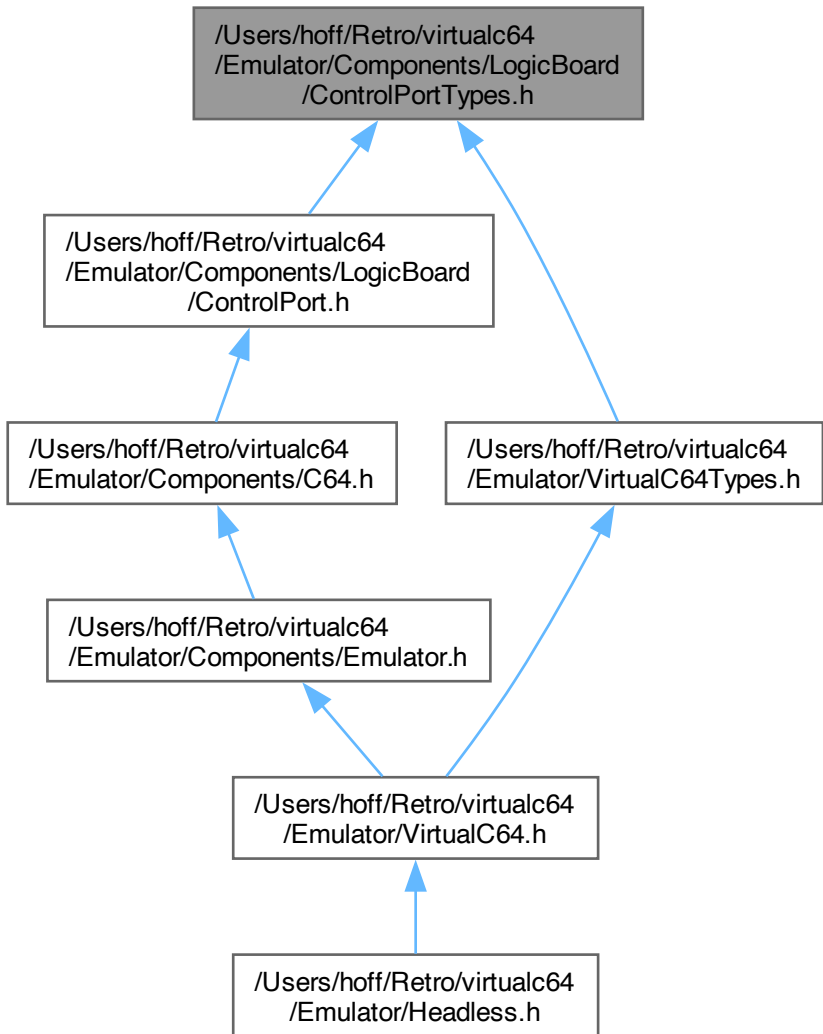 /Users/hoff/Retro/virtualc64
/Emulator/Components/LogicBoard
/ControlPortTypes.h
/Users/hoff/Retro/virtualc64
/Emulator/Components/LogicBoard
/ControlPort.h
/Users/hoff/Retro/virtualc64
/Emulator/Components/C64.h
/Users/hoff/Retro/virtualc64
/Emulator/VirtualC64Types.h
/Users/hoff/Retro/virtualc64
/Emulator/Components/Emulator.h
/Users/hoff/Retro/virtualc64
/Emulator/VirtualC64.h
/Users/hoff/Retro/virtualc64
/Emulator/Headless.h